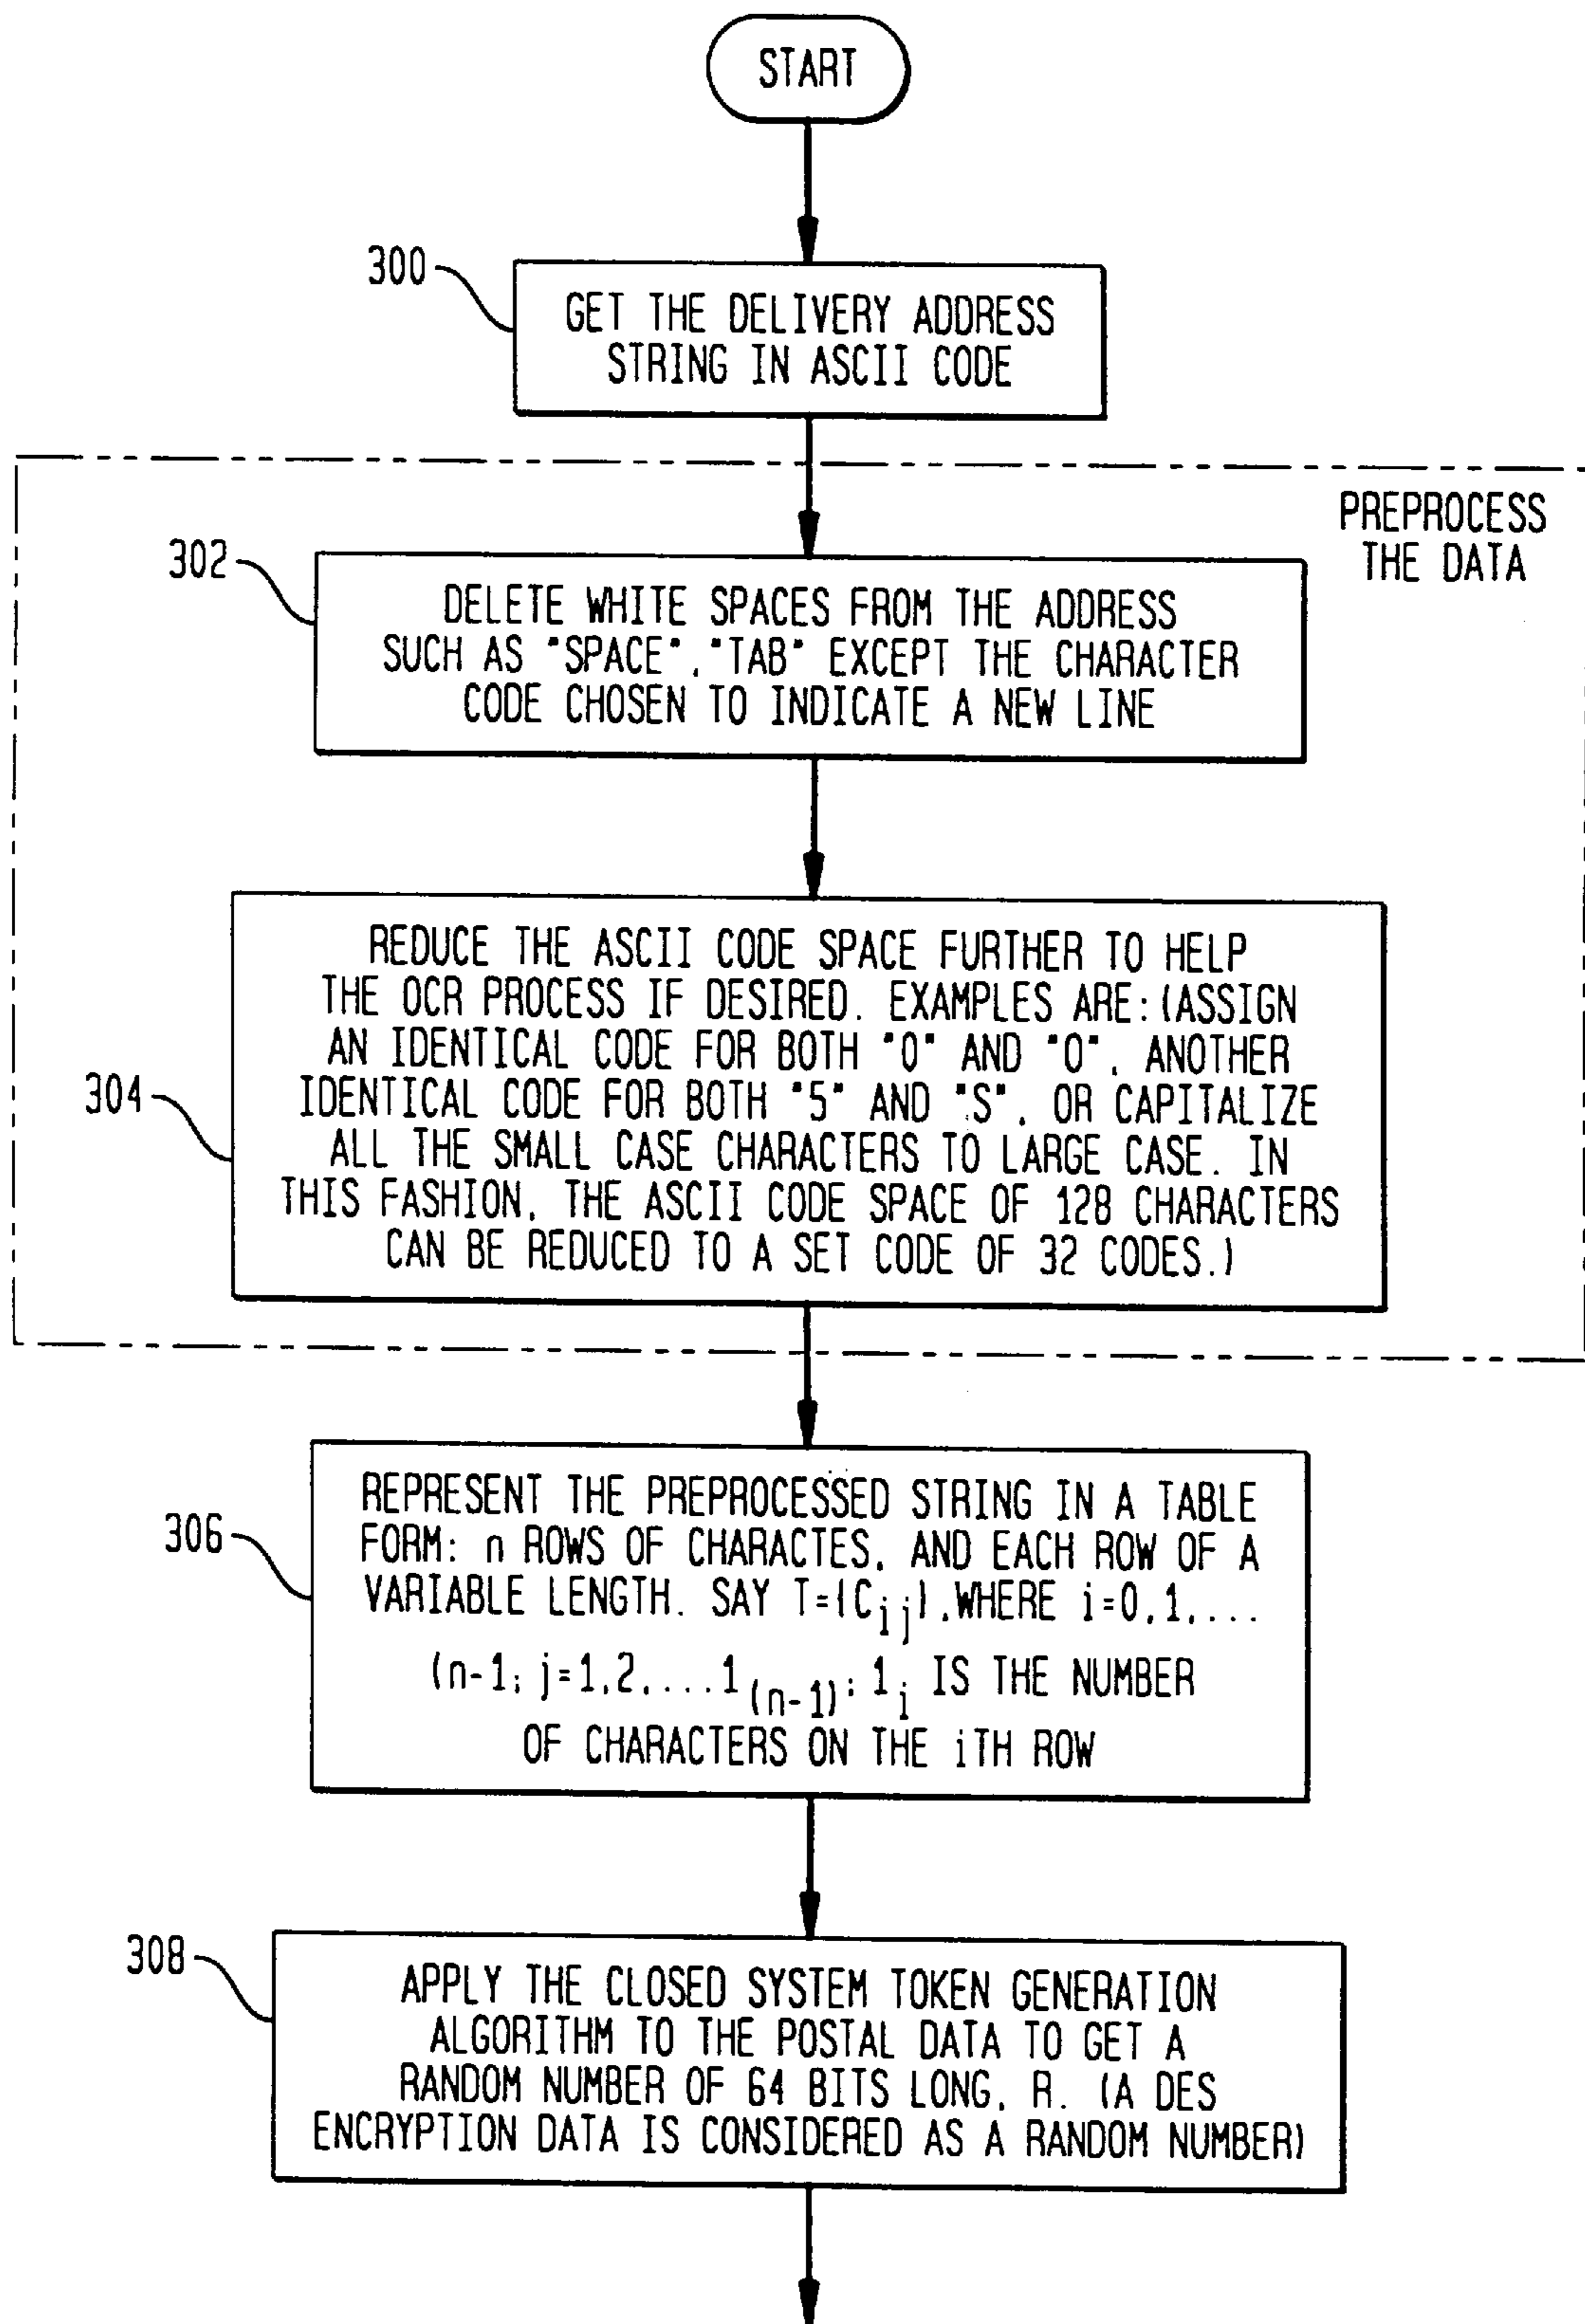 START
300
GET THE DELIVERY ADDRESS
STRING IN ASCII CODE
PREPROCESS
THE DATA
302
DELETE WHITE SPACES FROM THE ADDRESS
SUCH AS "SPACE", "TAB" EXCEPT THE CHARACTER
CODE CHOSEN TO INDICATE A NEW LINE
304
REDUCE THE ASCII CODE SPACE FURTHER TO HELP
THE OCR PROCESS IF DESIRED. EXAMPLES ARE: (ASSIGN
AN IDENTICAL CODE FOR BOTH "0" AND "O", ANOTHER
IDENTICAL CODE FOR BOTH "5" AND "S", OR CAPITALIZE
ALL THE SMALL CASE CHARACTERS TO LARGE CASE. IN
THIS FASHION, THE ASCII CODE SPACE OF 128 CHARACTERS
CAN BE REDUCED TO A SET CODE OF 32 CODES.)
306
REPRESENT THE PREPROCESSED STRING IN A TABLE
FORM: n ROWS OF CHARACTES, AND EACH ROW OF A
VARIABLE LENGTH. SAY T=(C_ij), WHERE i=0,1,...
(n-1; j=1,2,...1_(n-1); 1_i IS THE NUMBER
OF CHARACTERS ON THE iTH ROW
308
APPLY THE CLOSED SYSTEM TOKEN GENERATION
ALGORITHM TO THE POSTAL DATA TO GET A
RANDOM NUMBER OF 64 BITS LONG, R. (A DES
ENCRYPTION DATA IS CONSIDERED AS A RANDOM NUMBER)